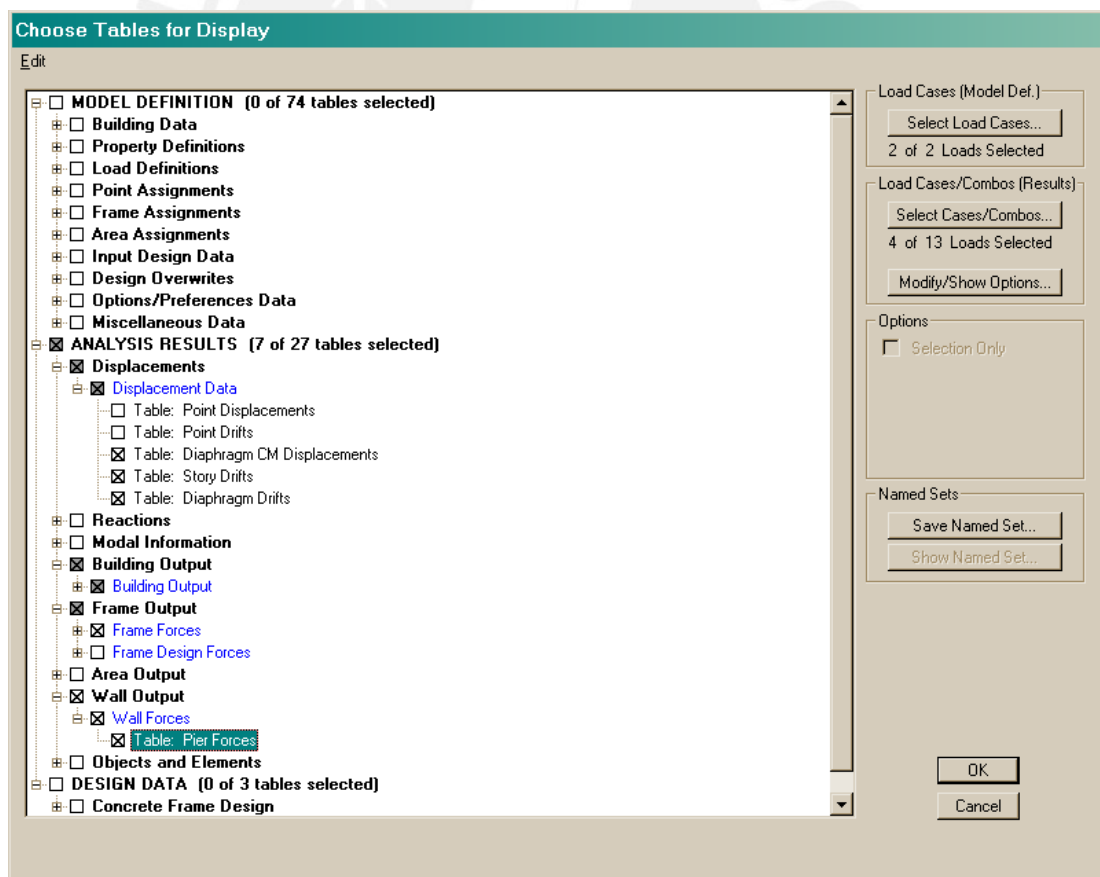 Choose Tables for Display
Edit
MODEL DEFINITION (0 of 74 tables selected)
Building Data
Property Definitions
Load Definitions
Point Assignments
Frame Assignments
Area Assignments
Input Design Data
Design Overwrites
Options/Preferences Data
Miscellaneous Data
ANALYSIS RESULTS (7 of 27 tables selected)
Displacements
Displacement Data
Table: Point Displacements
Table: Point Drifts
Table: Diaphragm CM Displacements
Table: Story Drifts
Table: Diaphragm Drifts
Reactions
Modal Information
Building Output
Building Output
Frame Output
Frame Forces
Frame Design Forces
Area Output
Wall Output
Wall Forces
Table: Pier Forces
Objects and Elements
DESIGN DATA (0 of 3 tables selected)
Concrete Frame Design
Load Cases (Model Def.)
Select Load Cases...
2 of 2 Loads Selected
Load Cases/Combos (Results)
Select Cases/Combos...
4 of 13 Loads Selected
Modify/Show Options...
Options
Selection Only
Named Sets
Save Named Set...
Show Named Set...
OK
Cancel